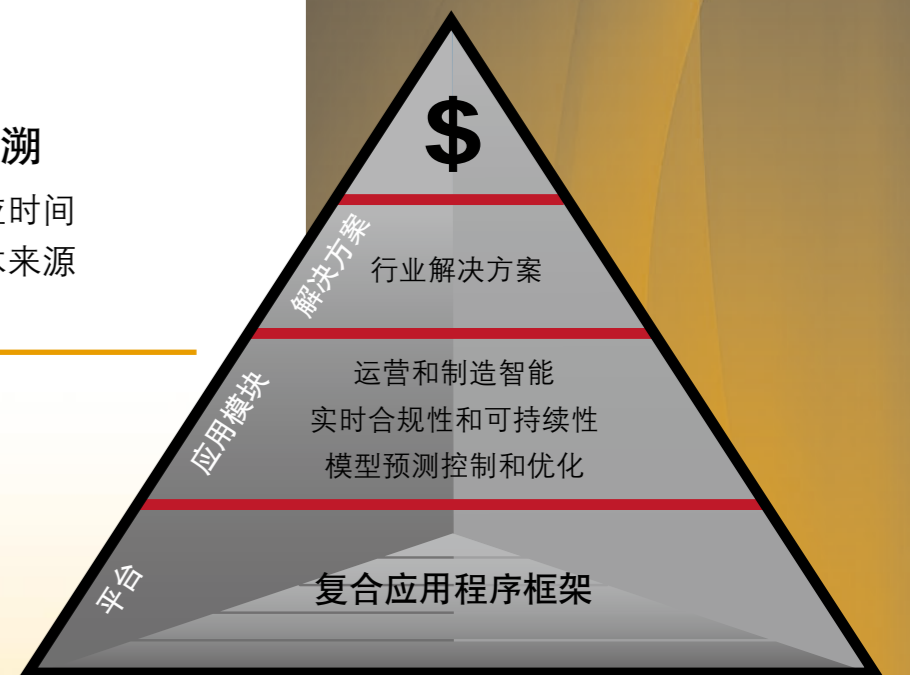 溯
时间
来源
$
解决方案
行业解决方案
应用模块
运营和制造智能
实时合规性和可持续性
模型预测控制和优化
平台
复合应用程序框架